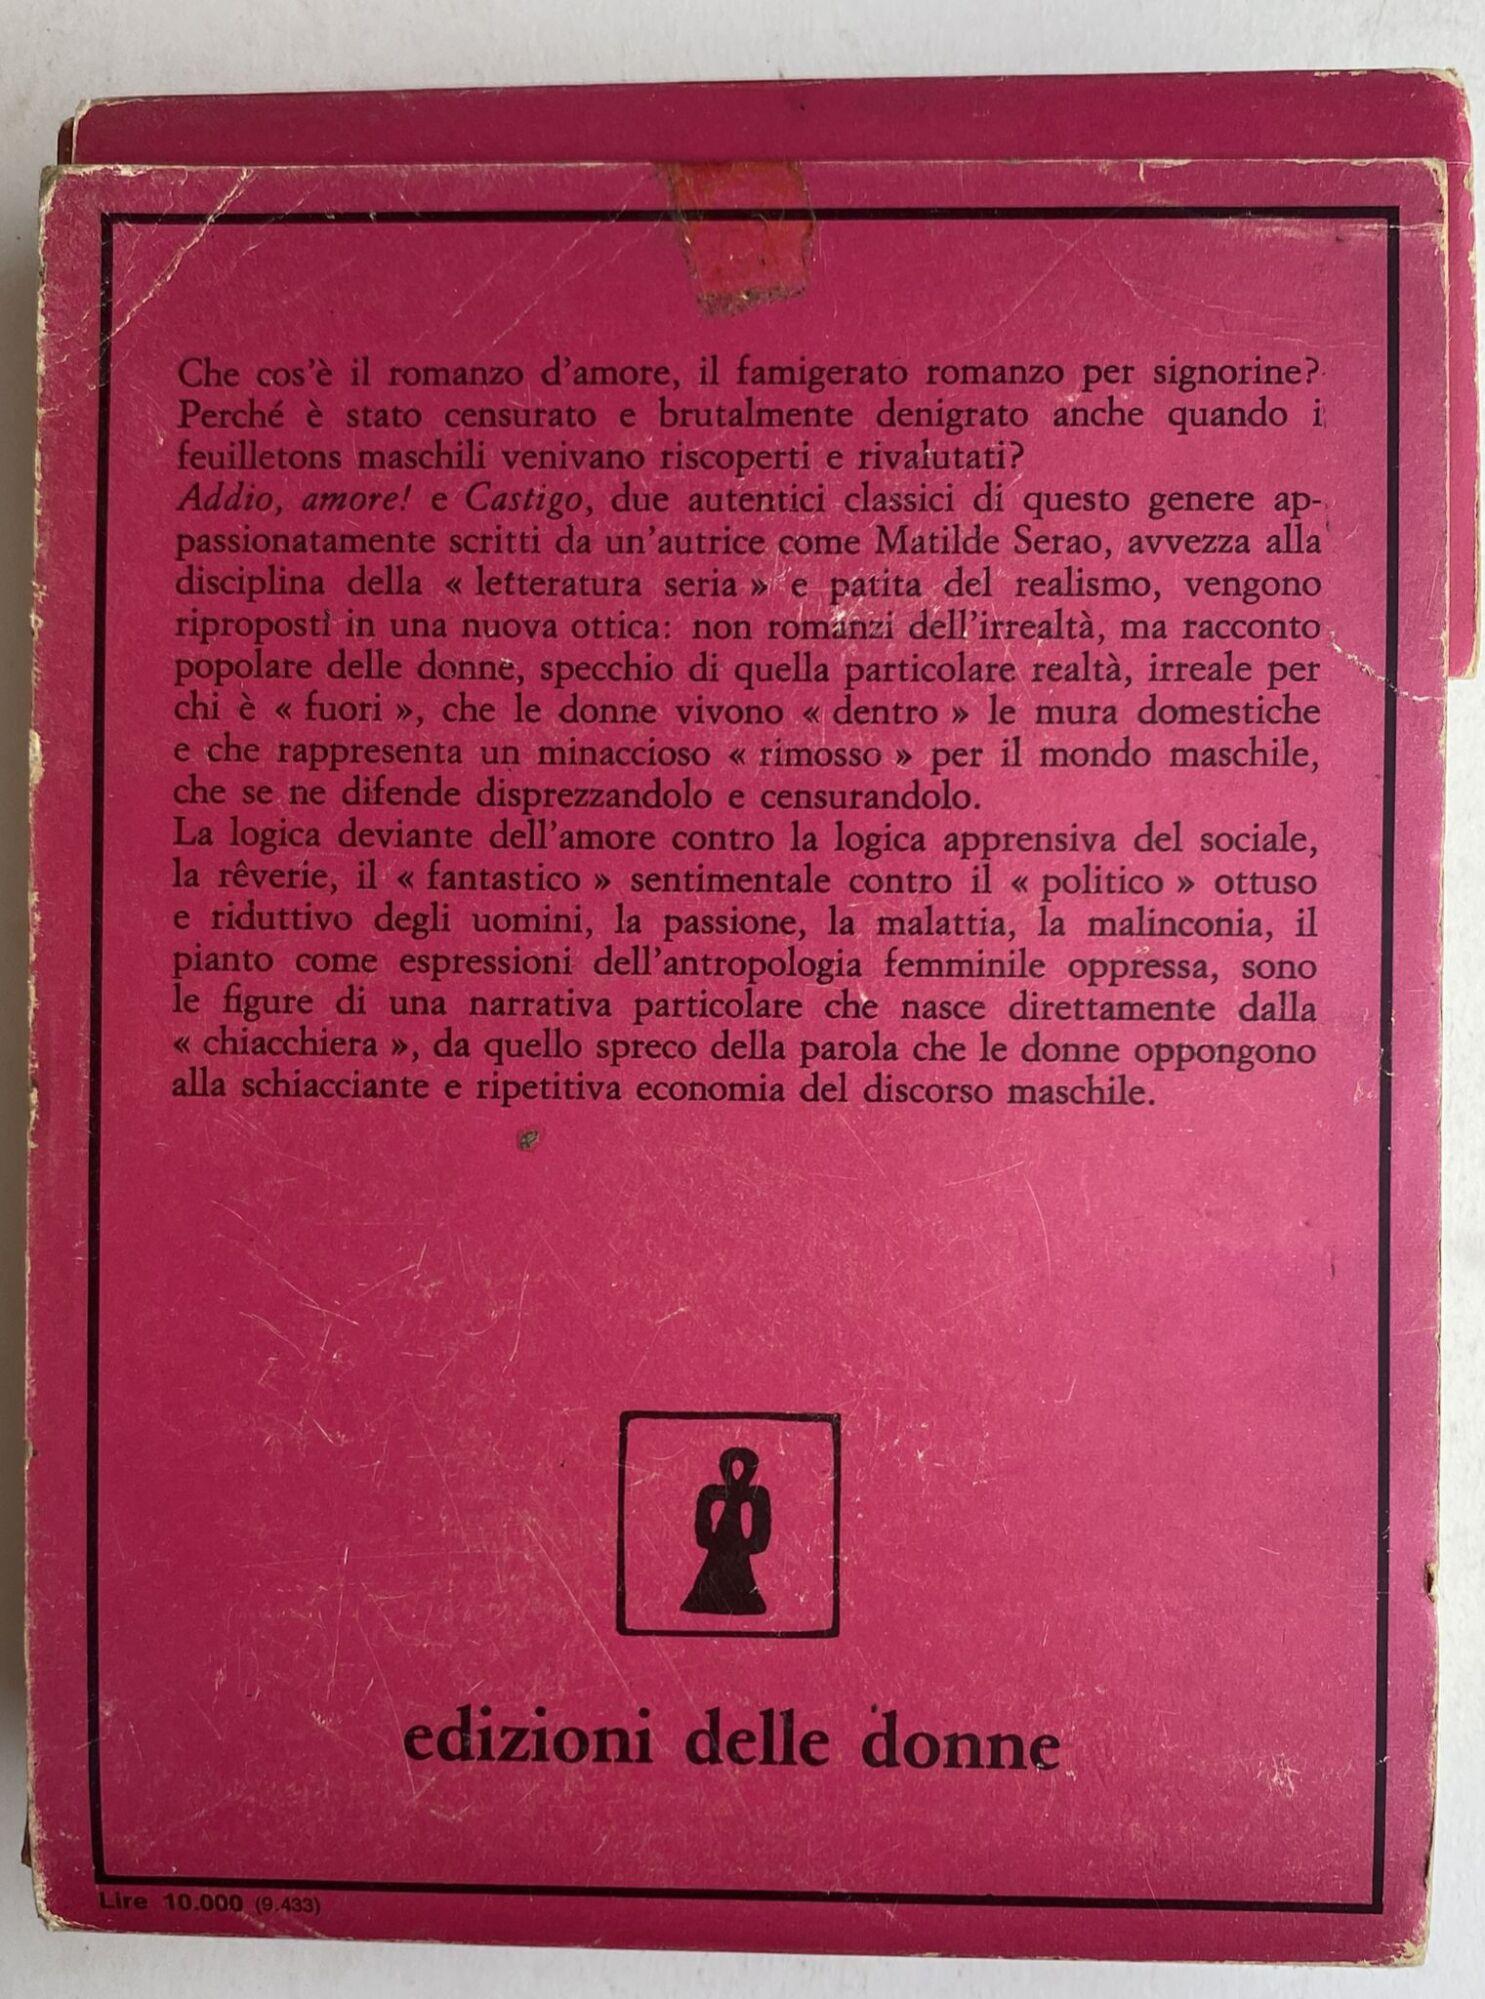 Che cos'è il romanzo d'amore, il famigerato romanzo per signorine?
Perché è stato censurato e brutalmente denigrato anche quando i
feuilletons maschili venivano riscoperti e rivalutati?
Addio, amore! e Castigo, due autentici classici di questo genere ap-
passionatamente scritti da un'autrice come Matilde Serao, avvezza alla
disciplina della « letteratura seria » e patita del realismo, vengono
riproposti in una nuova ottica: non romanzi dell'irrealtà, ma racconto
popolare delle donne, specchio di quella particolare realtà, irreale per
chi è « fuori », che le donne vivono « dentro » le mura domestiche
e che rappresenta un minaccioso « rimosso » per il mondo maschile,
che se ne difende disprezzandolo e censurandolo.
La logica deviante dell'amore contro la logica apprensiva del sociale,
la rêverie, il « fantastico » sentimentale contro il « politico » ottuso
e riduttivo degli uomini, la passione, la malattia, la malinconia, il
pianto come espressioni dell'antropologia femminile oppressa, sono
le figure di una narrativa particolare che nasce direttamente dalla
« chiacchiera », da quello spreco della parola che le donne oppongono
alla schiacciante e ripetitiva economia del discorso maschile.
edizioni delle donne
Lire 10.000 (9.433)